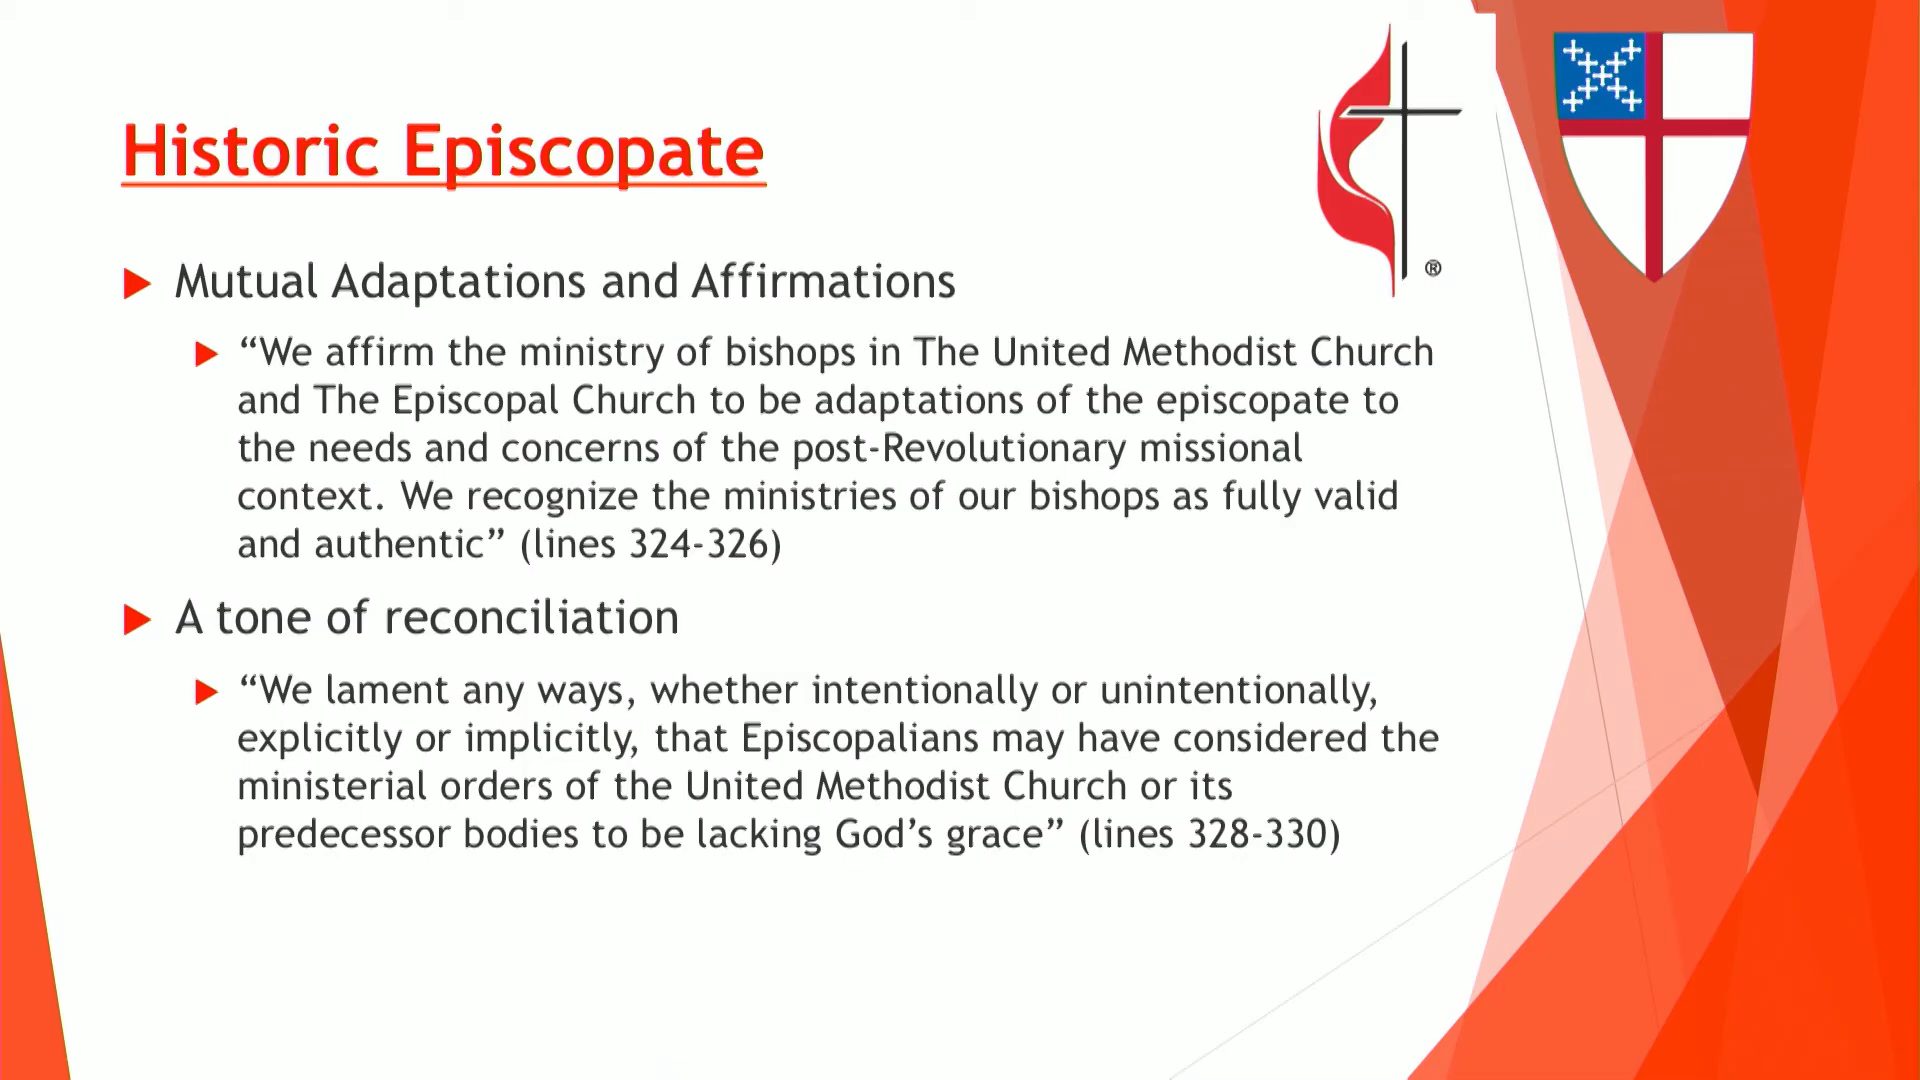 Historic Episcopate
®
Mutual Adaptations and Affirmations
“We affirm the ministry of bishops in The United Methodist Church
and The Episcopal Church to be adaptations of the episcopate to
the needs and concerns of the post-Revolutionary missional
context. We recognize the ministries of our bishops as fully valid
and authentic” (lines 324-326)
A tone of reconciliation
“We lament any ways, whether intentionally or unintentionally,
explicitly or implicitly, that Episcopalians may have considered the
ministerial orders of the United Methodist Church or its
predecessor bodies to be lacking God’s grace” (lines 328-330)